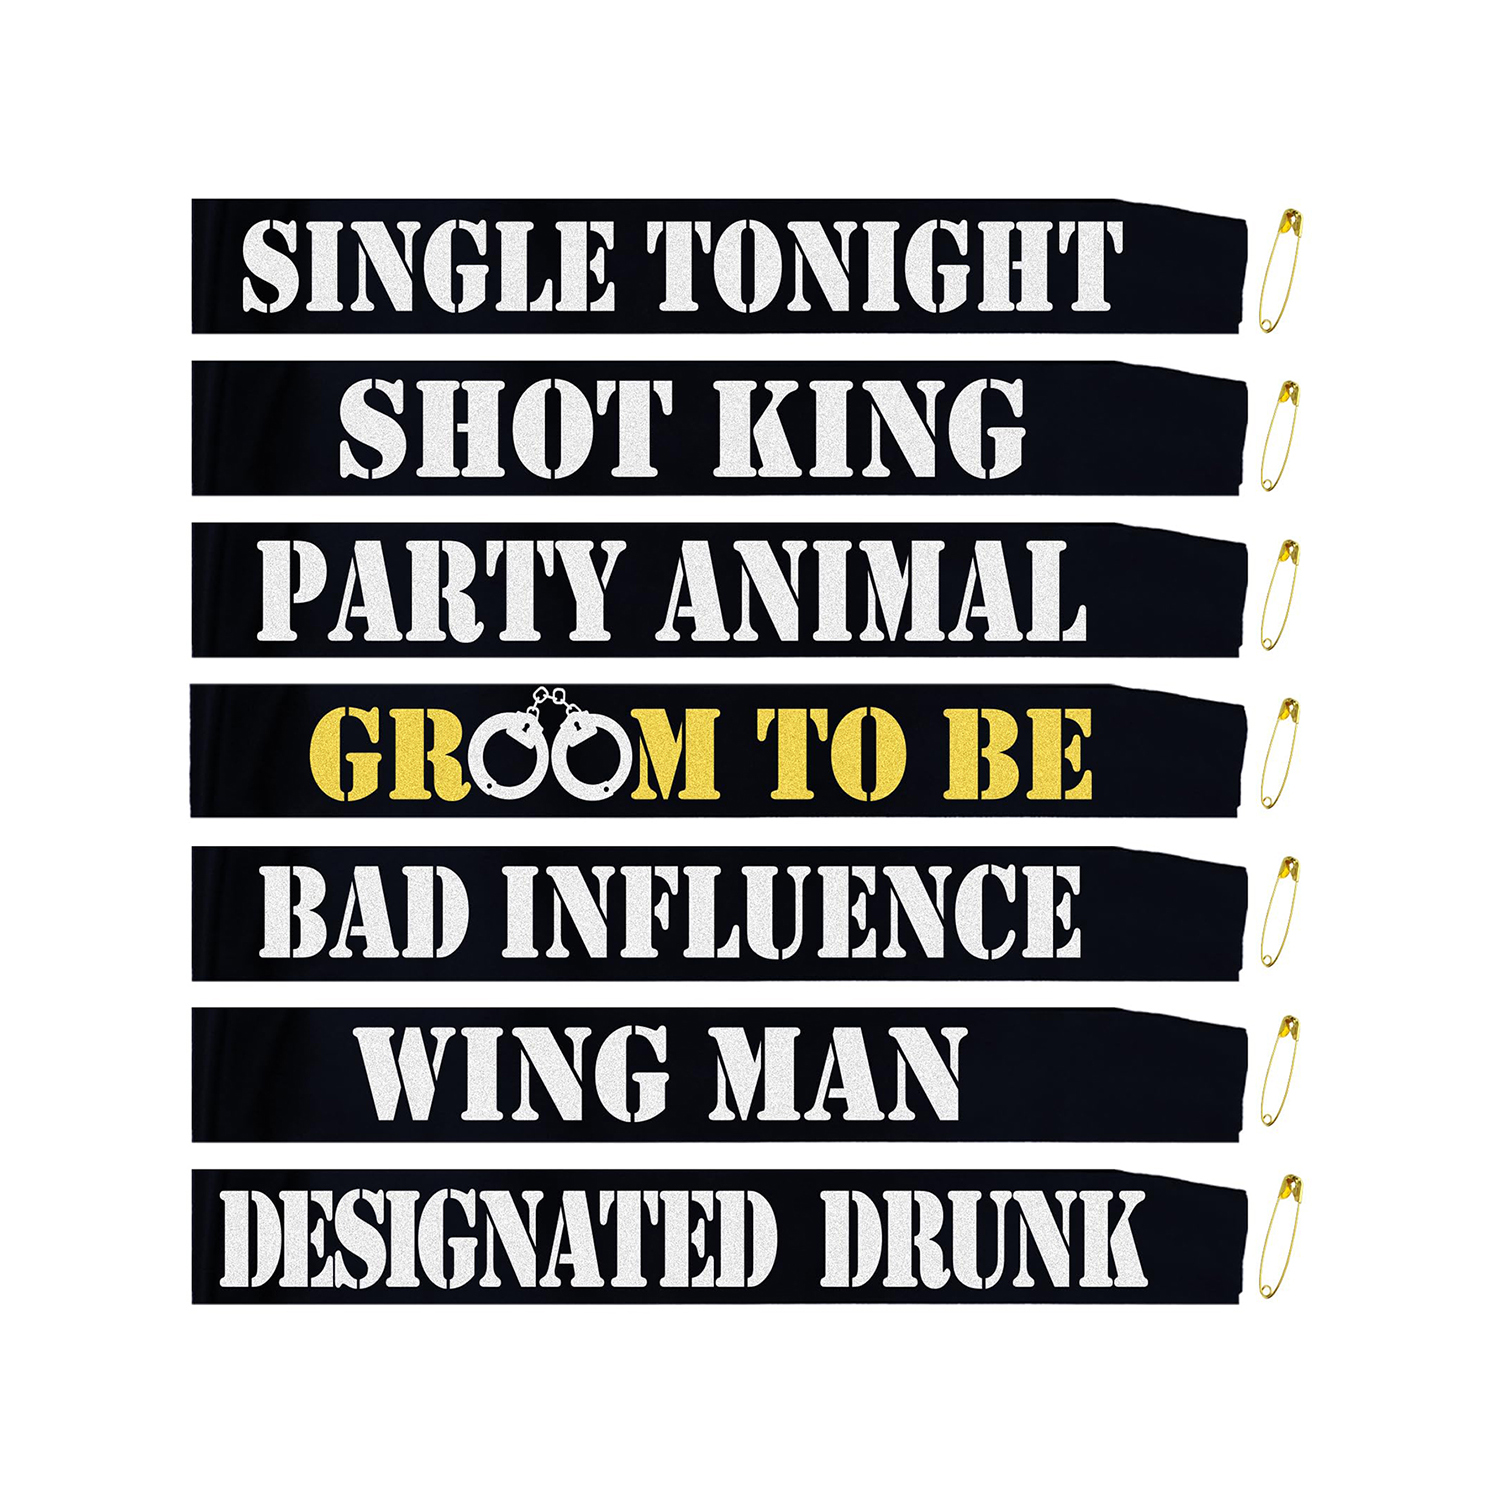 SINGLE TONIGHT
SHOT KING
PARTY ANIMAL
GROOM TO BE
BAD INFLUENCE
WING MAN
DESIGNATED DRUNK